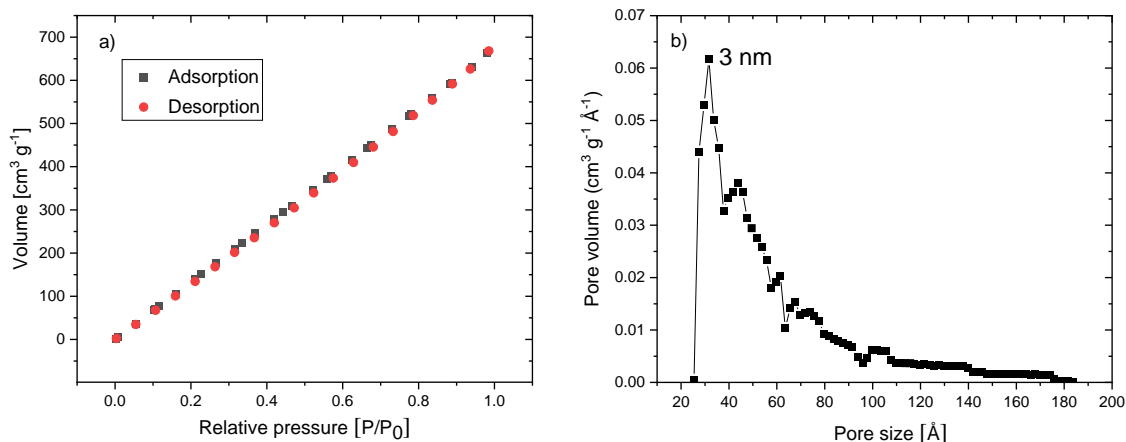 a)
Adsorption
Desorption
Volume [cm³ g⁻¹]
700
600
500
400
300
200
100
0
0.0 0.2 0.4 0.6 0.8 1.0
Relative pressure [P/P₀]
b)
3 nm
Pore volume (cm³ g⁻¹ Å⁻¹)
0.07
0.06
0.05
0.04
0.03
0.02
0.01
0.00
20 40 60 80 100 120 140 160 180 200
Pore size [Å]